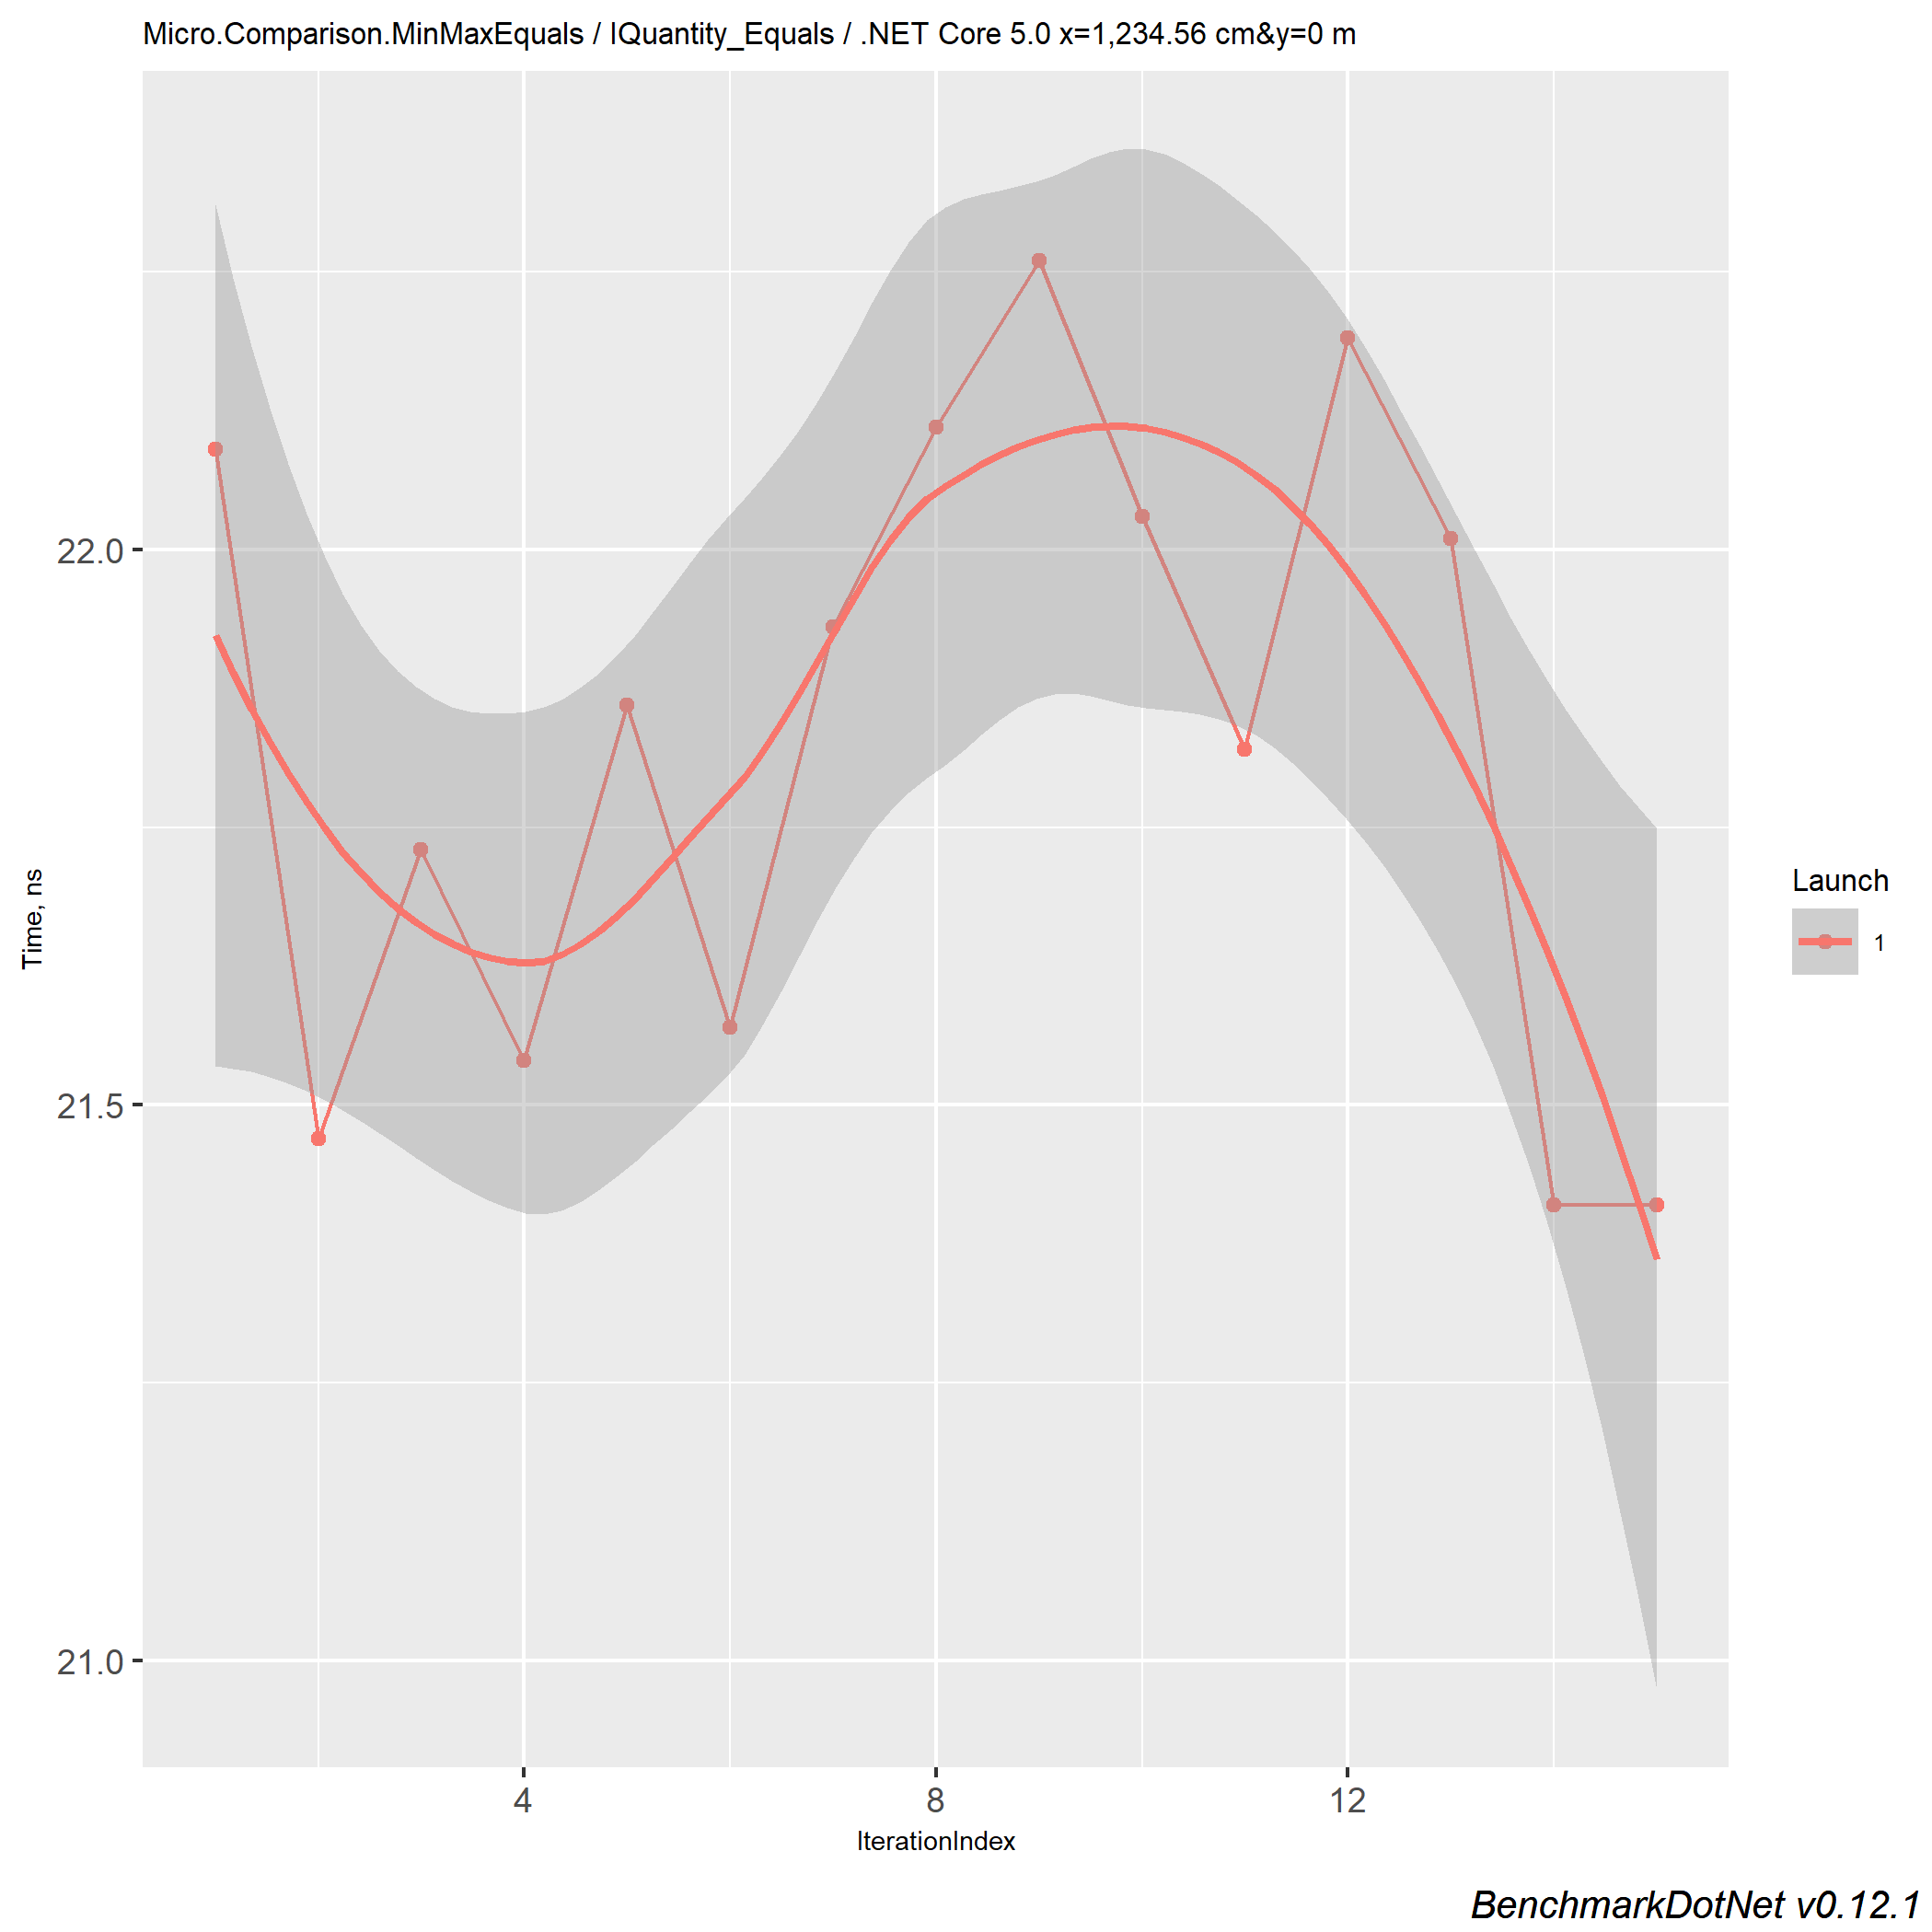 Micro.Comparison.MinMaxEquals / IQuantity_Equals / .NET Core 5.0 x=1,234.56 cm&y=0 m
22.0
21.5
21.0
Time, ns
4 8 12
IterationIndex
Launch
1
BenchmarkDotNet v0.12.1